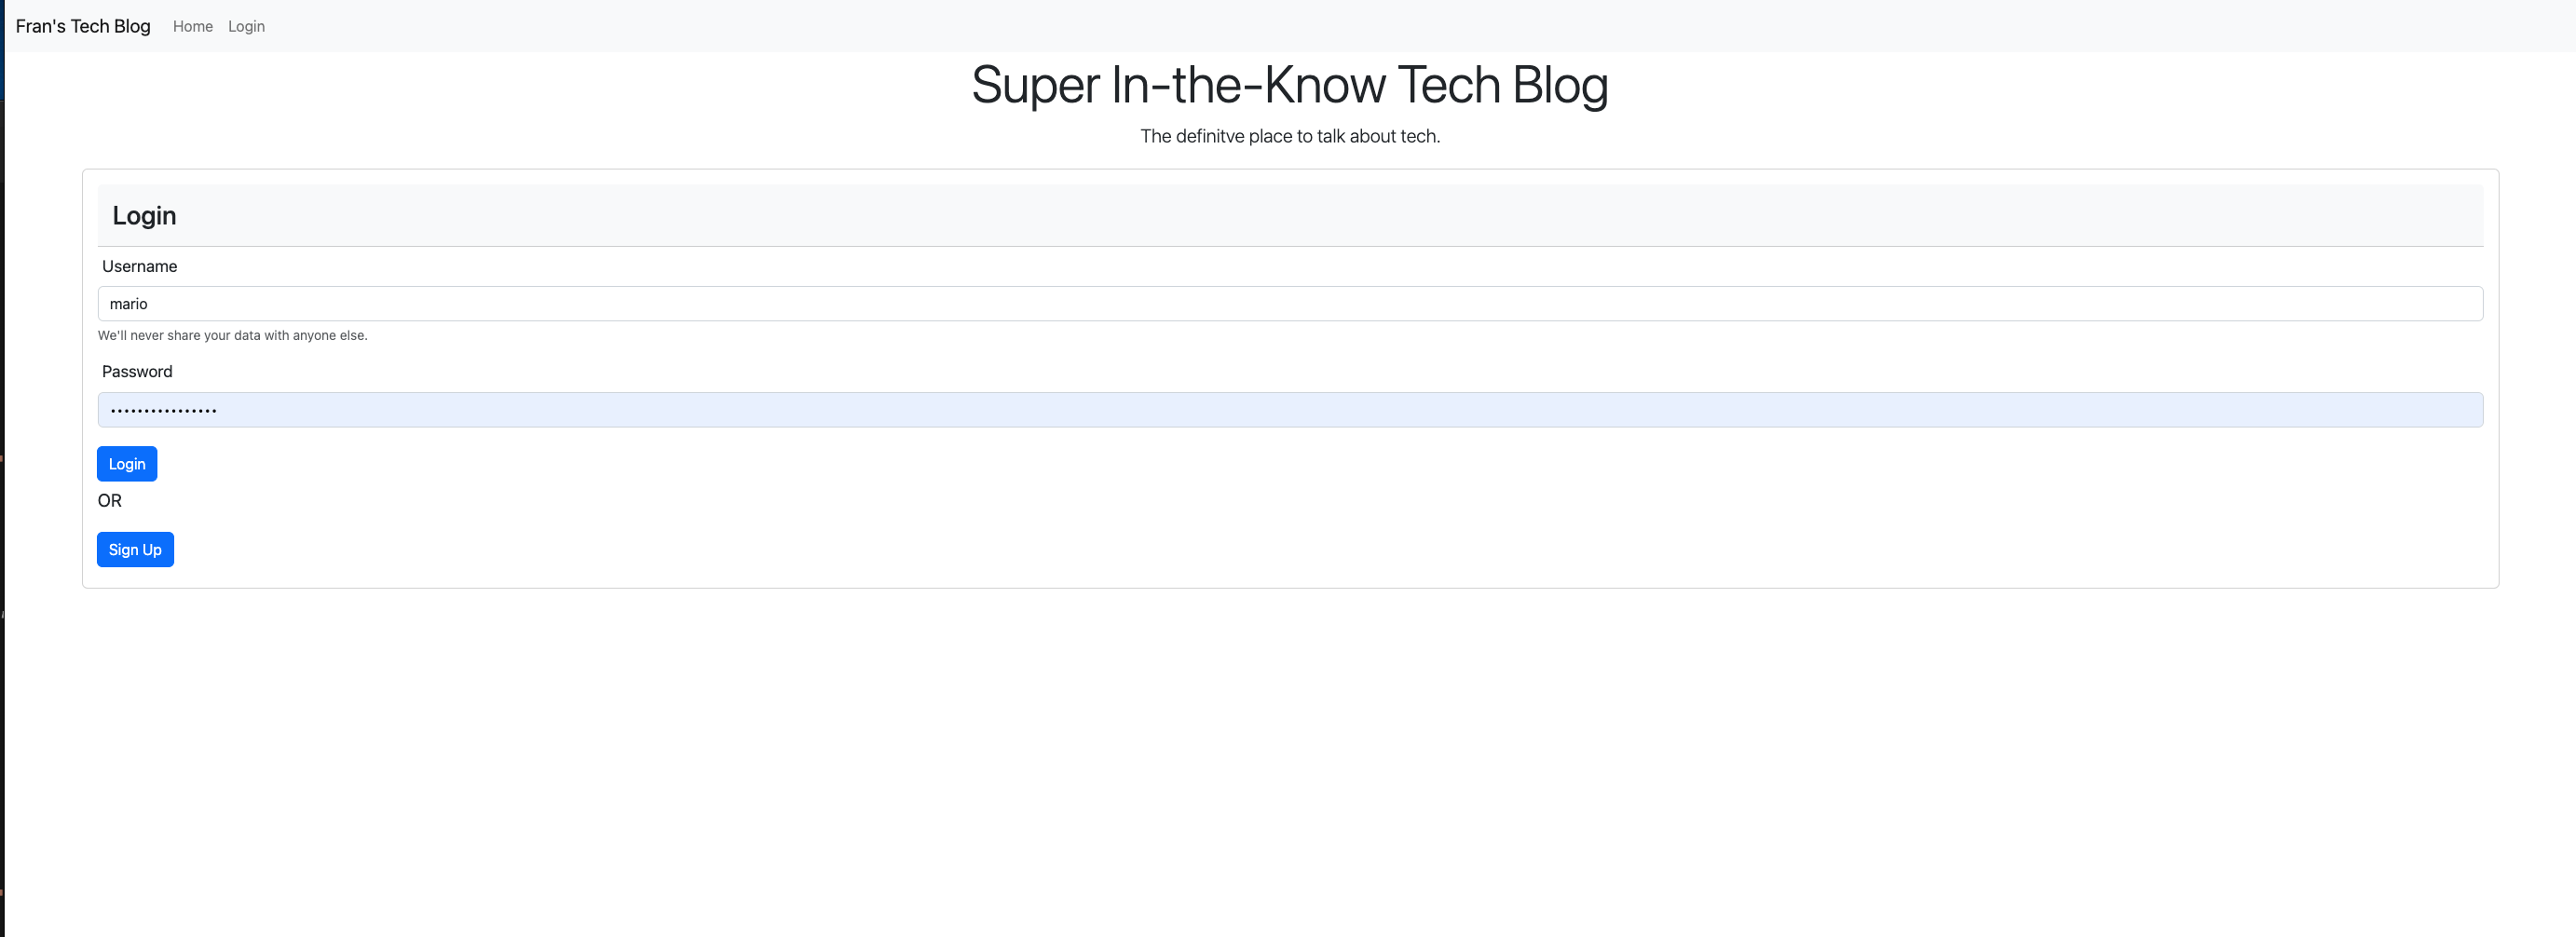 Fran's Tech Blog Home Login
Super In-the-Know Tech Blog
The definitve place to talk about tech.
Login
Username
mario
We'll never share your data with anyone else.
Password
••••••••••••••••
Login
OR
Sign Up